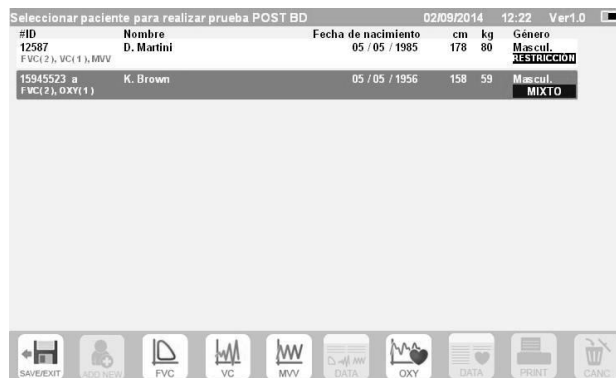 Seleccionar paciente para realizar prueba POST BD 02/09/2014 12:22 Ver1.0
#ID Nombre Fecha de nacimiento cm kg Género
12587 D. Martini 05 / 05 / 1985 178 80 Mascul.
FVC(2), VC(1), MVV RESTRICCIÓN
15945523 a K. Brown 05 / 05 / 1956 158 59 Mascul.
FVC(2), OXY(1) MIXTO
SAVE/EXIT ADD NEW FVC VC MVV DATA OXY DATA PRINT CANC